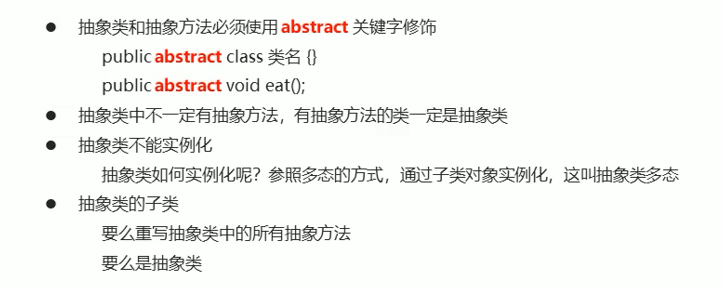 ● 抽象类和抽象方法必须使用 abstract 关键字修饰
public abstract class 类名 {}
public abstract void eat();
● 抽象类中不一定有抽象方法，有抽象方法的类一定是抽象类
● 抽象类不能实例化
抽象类如何实例化呢？参照多态的方式，通过子类对象实例化，这叫抽象类多态
● 抽象类的子类
要么重写抽象类中的所有抽象方法
要么是抽象类